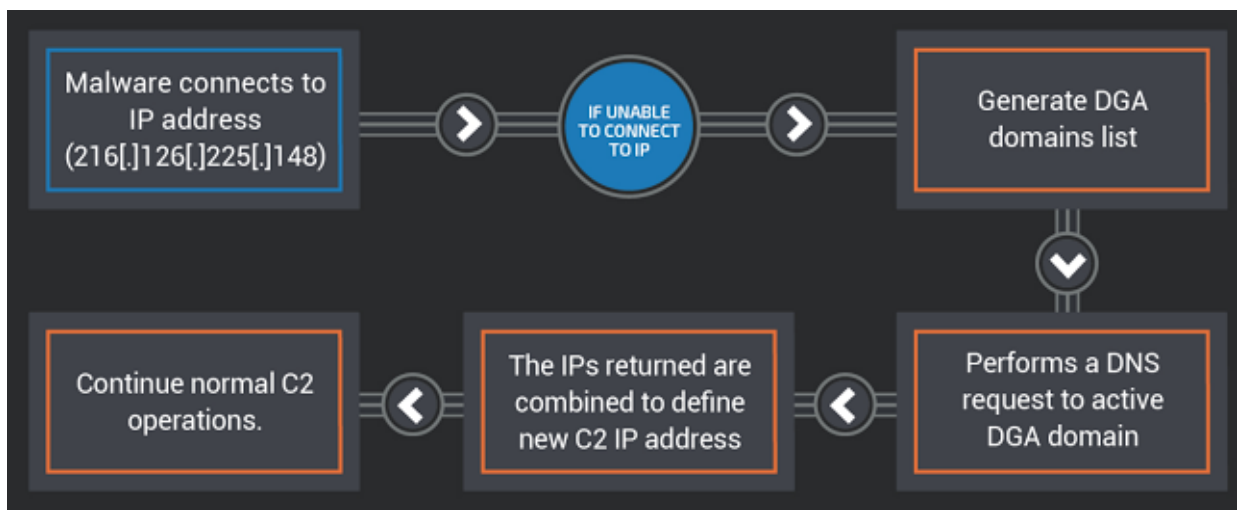 Malware connects to
IP address
(216[.]126[.]225[.]148)
IF UNABLE
TO CONNECT
TO IP
Generate DGA
domains list
Performs a DNS
request to active
DGA domain
The IPs returned are
combined to define
new C2 IP address
Continue normal C2
operations.